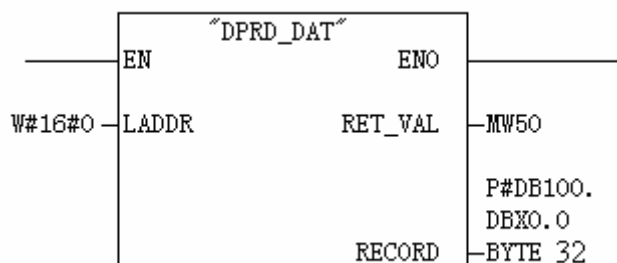 "DPRD_DAT"
EN ENO
W#16#0 LADDR RET_VAL MW50
P#DB100.
DBX0.0
RECORD BYTE 32